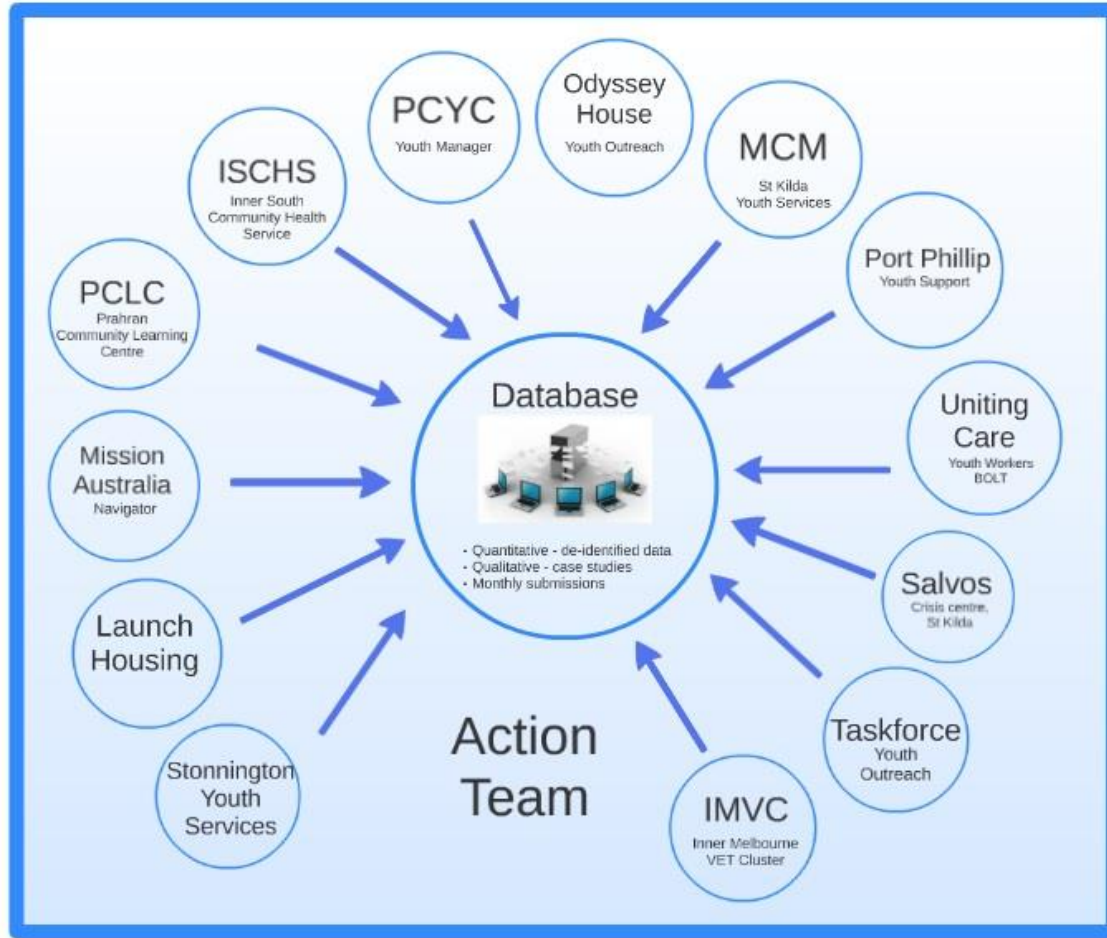 PCYC
Youth Manager
Odyssey
House
Youth Outreach
MCM
St Kilda
Youth Services
ISCHS
Inner South
Community Health
Service
Port Phillip
Youth Support
PCLC
Prahran
Community Learning
Centre
Database
• Quantitative - de-identified data
• Qualitative - case studies
• Monthly submissions
Uniting
Care
Youth Workers
BOLT
Mission
Australia
Navigator
Salvos
Crisis centre,
St Kilda
Launch
Housing
Taskforce
Youth
Outreach
Stonnington
Youth
Services
Action
Team
IMVC
Inner Melbourne
VET Cluster